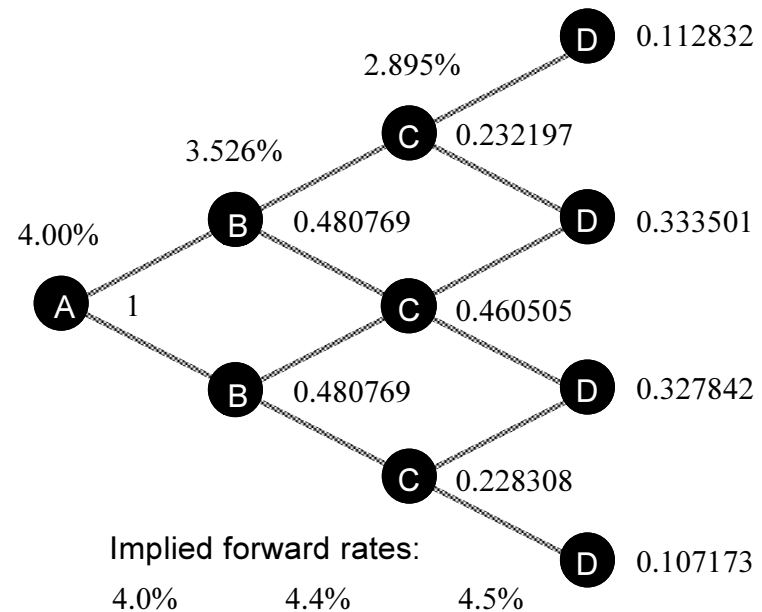 D 0.112832
2.895%
C 0.232197
3.526%
B 0.480769
D 0.333501
4.00%
A 1
C 0.460505
B 0.480769
D 0.327842
C 0.228308
D 0.107173
Implied forward rates:
4.0% 4.4% 4.5%